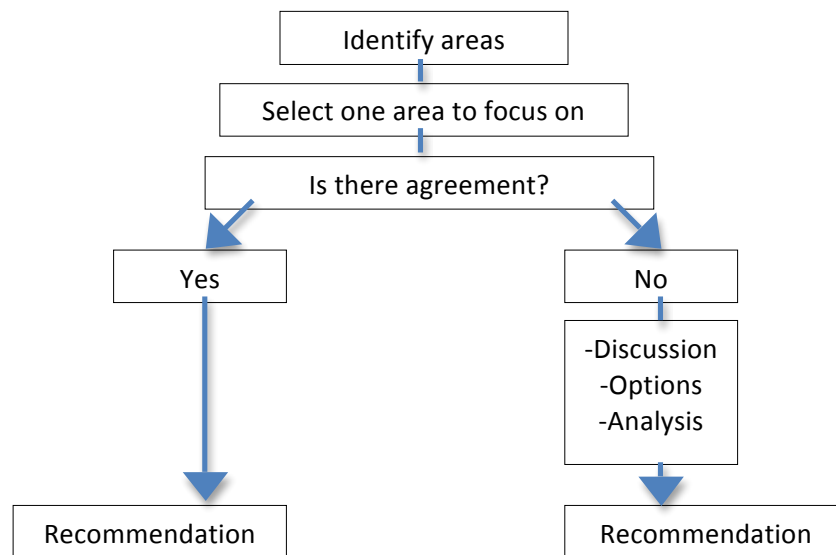 Identify areas
Select one area to focus on
Is there agreement?
Yes
No
-Discussion
-Options
-Analysis
Recommendation
Recommendation